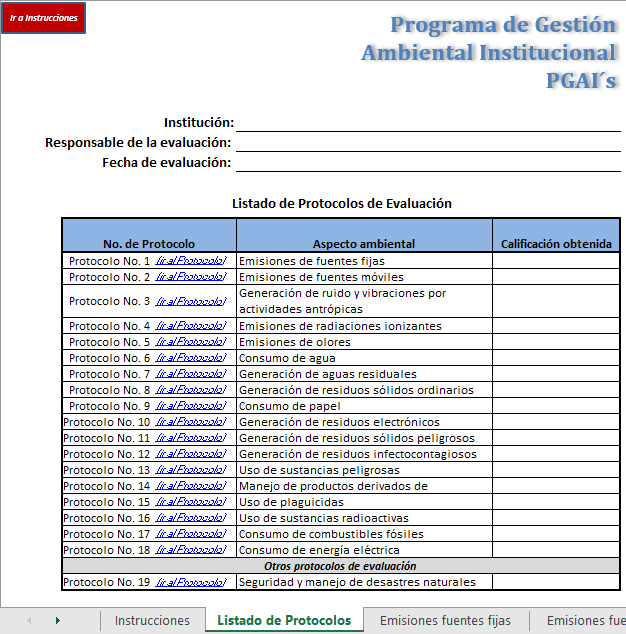 Ir a Instrucciones
Programa de Gestión
Ambiental Institucional
PGAI´s
Institución:
Responsable de la evaluación:
Fecha de evaluación:
Listado de Protocolos de Evaluación
No. de Protocolo Aspecto ambiental Calificación obtenida
Protocolo No. 1 (ir al Protocolo) Emisiones de fuentes fijas
Protocolo No. 2 (ir al Protocolo) Emisiones de fuentes móviles
Protocolo No. 3 (ir al Protocolo) Generación de ruido y vibraciones por
actividades antrópicas
Protocolo No. 4 (ir al Protocolo) Emisiones de radiaciones ionizantes
Protocolo No. 5 (ir al Protocolo) Emisiones de olores
Protocolo No. 6 (ir al Protocolo) Consumo de agua
Protocolo No. 7 (ir al Protocolo) Generación de aguas residuales
Protocolo No. 8 (ir al Protocolo) Generación de residuos sólidos ordinarios
Protocolo No. 9 (ir al Protocolo) Consumo de papel
Protocolo No. 10 (ir al Protocolo) Generación de residuos electrónicos
Protocolo No. 11 (ir al Protocolo) Generación de residuos sólidos peligrosos
Protocolo No. 12 (ir al Protocolo) Generación de residuos infectocontagiosos
Protocolo No. 13 (ir al Protocolo) Uso de sustancias peligrosas
Protocolo No. 14 (ir al Protocolo) Manejo de productos derivados de
Protocolo No. 15 (ir al Protocolo) Uso de plaguicidas
Protocolo No. 16 (ir al Protocolo) Uso de sustancias radioactivas
Protocolo No. 17 (ir al Protocolo) Consumo de combustibles fósiles
Protocolo No. 18 (ir al Protocolo) Consumo de energía eléctrica
Otros protocolos de evaluación
Protocolo No. 19 (ir al Protocolo) Seguridad y manejo de desastres naturales
Instrucciones Listado de Protocolos Emisiones fuentes fijas Emisiones fue